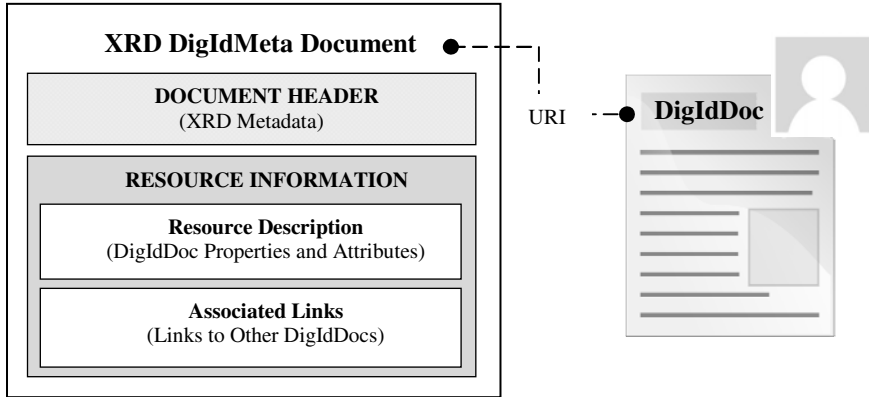 XRD DigIdMeta Document
DOCUMENT HEADER
(XRD Metadata)
RESOURCE INFORMATION
Resource Description
(DigIdDoc Properties and Attributes)
Associated Links
(Links to Other DigIdDocs)
URI
DigIdDoc